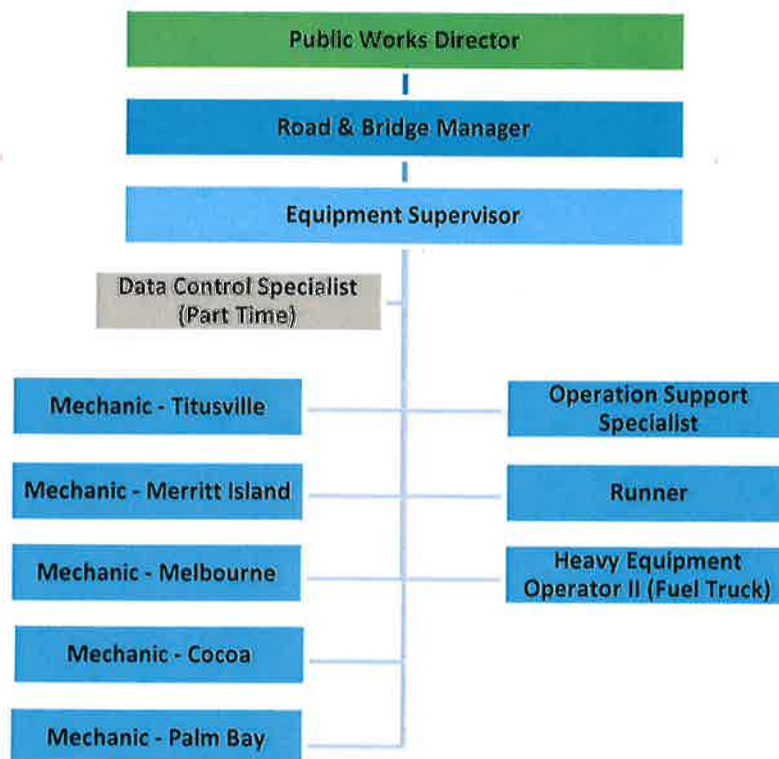 Public Works Director
Road & Bridge Manager
Equipment Supervisor
Data Control Specialist
(Part Time)
Mechanic - Titusville
Operation Support
Specialist
Mechanic - Merritt Island
Runner
Mechanic - Melbourne
Heavy Equipment
Operator II (Fuel Truck)
Mechanic - Cocoa
Mechanic - Palm Bay